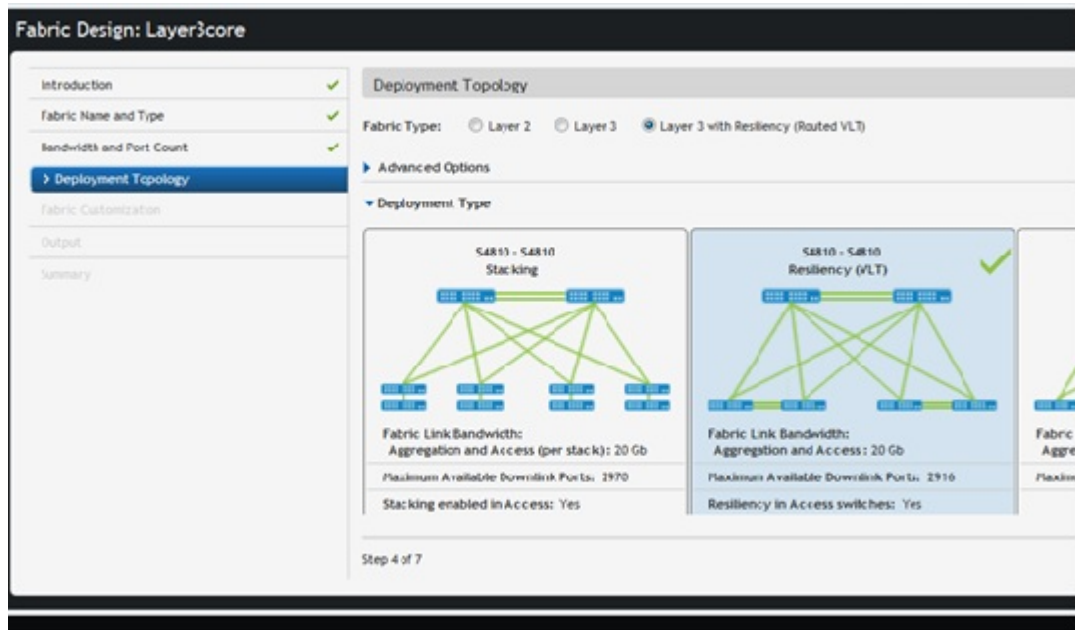 Fabric Design: Layer3core
Introduction
Fabric Name and Type
Bandwidth and Port Count
> Deployment Topology
Fabric Customization
Output
Summary
Deployment Topology
Fabric Type: Layer 2 Layer 3 Layer 3 with Resiliency (Routed VLT)
Advanced Options
Deployment Type
S4810 - S4810
Stacking
Fabric Link Bandwidth:
Aggregation and Access (per stack): 20 Gb
Maximum Available Downlink Ports: 2970
Stacking enabled in Access: Yes
S4810 - S4810
Resiliency (VLT)
Fabric Link Bandwidth:
Aggregation and Access: 20 Gb
Maximum Available Downlink Ports: 2916
Resiliency in Access switches: Yes
Fabric
Aggre
Maxim
Step 4 of 7